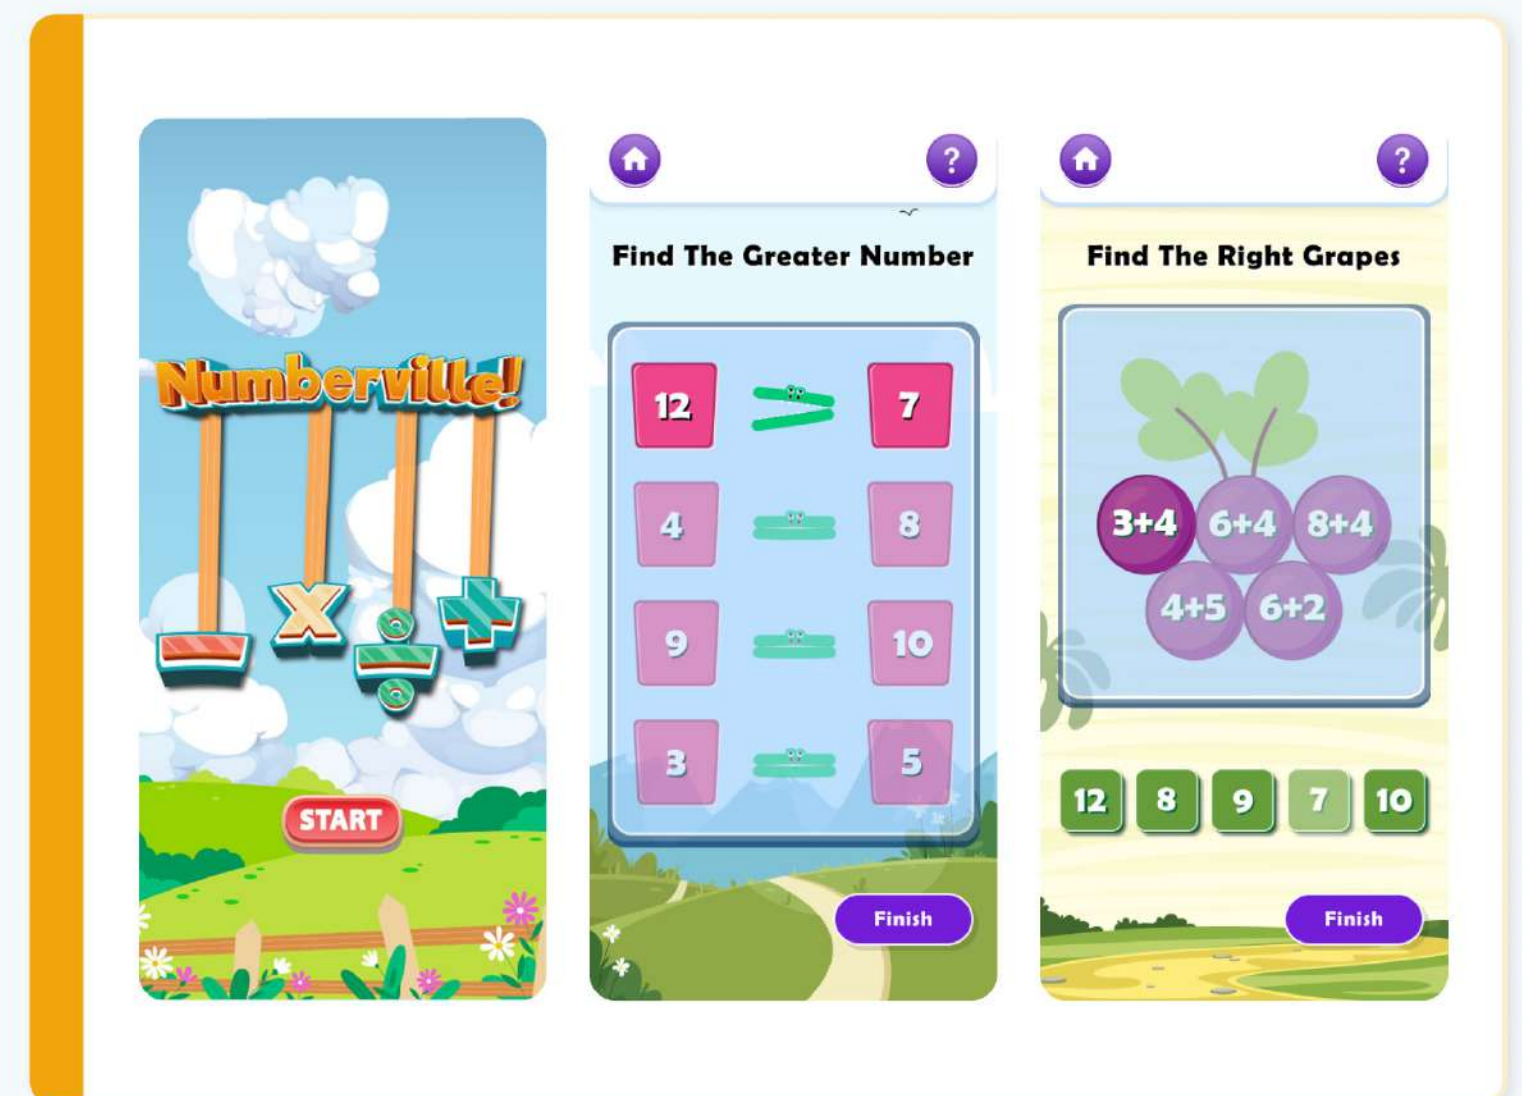 Numberville!
- x ÷ +
START
?
Find The Greater Number
12 > 7
4 = 8
9 = 10
3 = 5
Finish
?
Find The Right Grapes
3+4 6+4 8+4
4+5 6+2
12 8 9 7 10
Finish